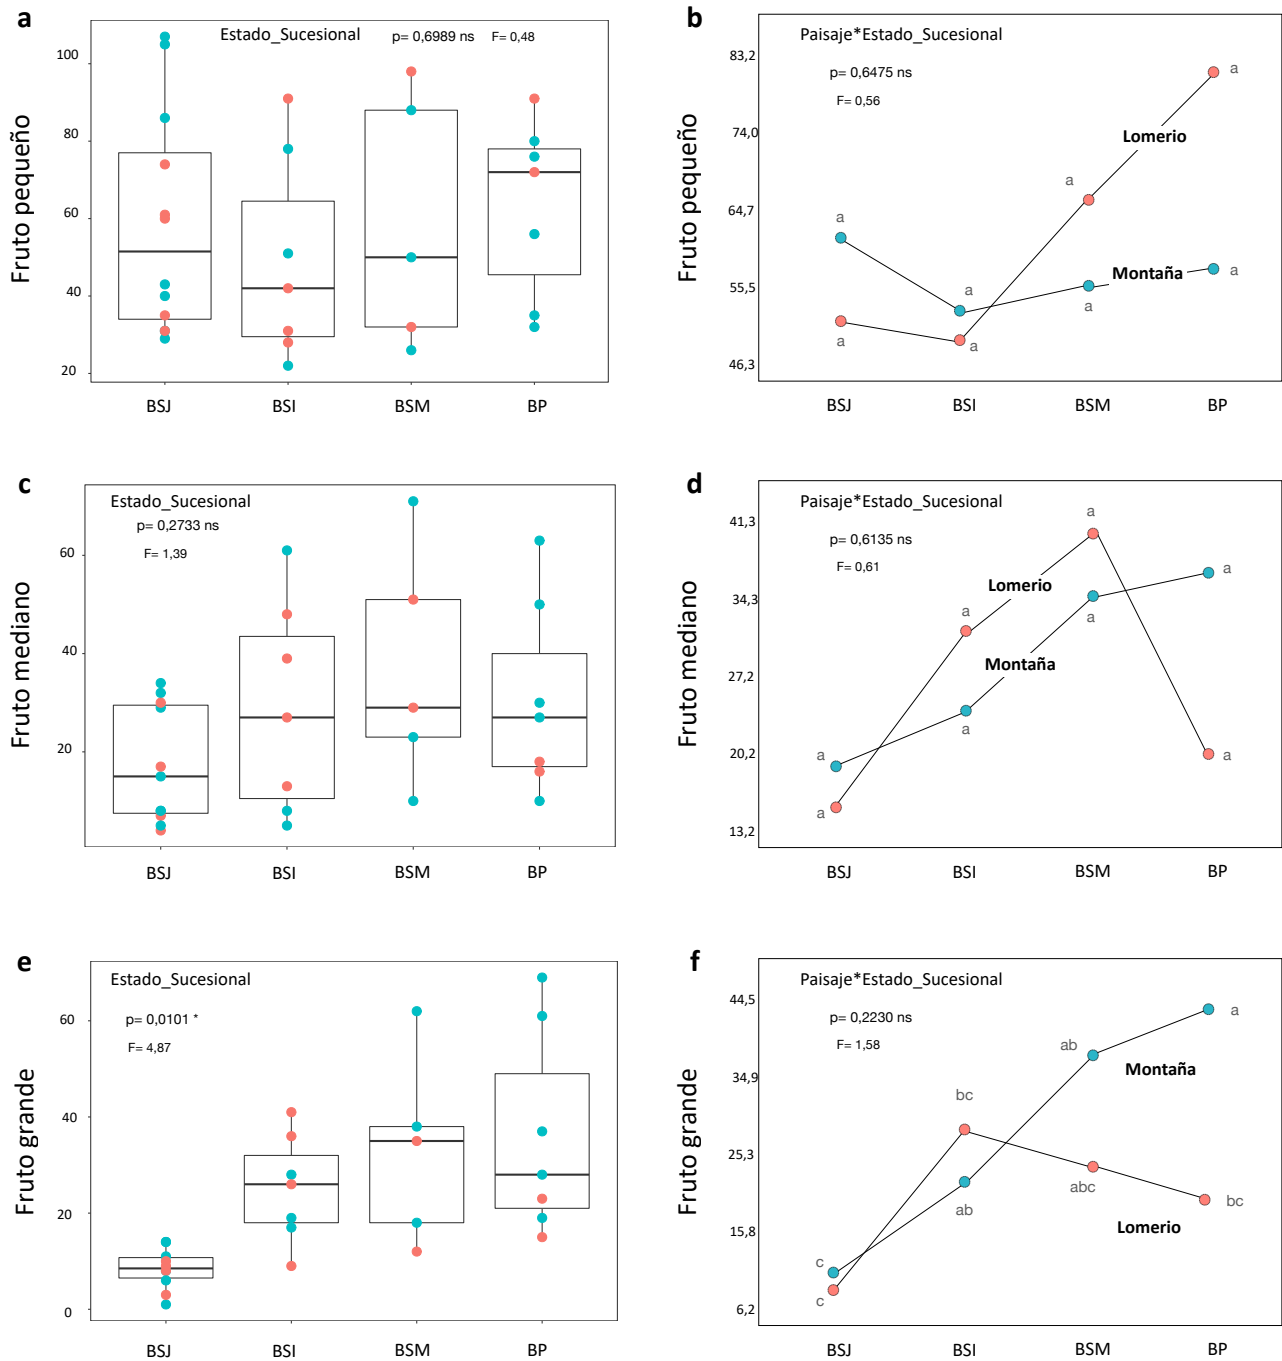 a
Estado_Sucesional p= 0,6989 ns F= 0,48
Fruto pequeño
100
80
60
40
20
BSJ BSI BSM BP
b
Paisaje*Estado_Sucesional
p= 0,6475 ns
F= 0,56
Fruto pequeño
83,2
74,0
64,7
55,5
46,3
Lomerio
Montaña
a a a a
a a a a
BSJ BSI BSM BP
c
Estado_Sucesional
p= 0,2733 ns
F= 1,39
Fruto mediano
60
40
20
BSJ BSI BSM BP
d
Paisaje*Estado_Sucesional
p= 0,6135 ns
F= 0,61
Fruto mediano
41,3
34,3
27,2
20,2
13,2
Lomerio
Montaña
a a a a
a a a a
BSJ BSI BSM BP
e
Estado_Sucesional
p= 0,0101 *
F= 4,87
Fruto grande
60
40
20
0
BSJ BSI BSM BP
f
Paisaje*Estado_Sucesional
p= 0,2230 ns
F= 1,58
Fruto grande
44,5
34,9
25,3
15,8
6,2
Montaña
Lomerio
c bc ab a
c ab abc bc
BSJ BSI BSM BP